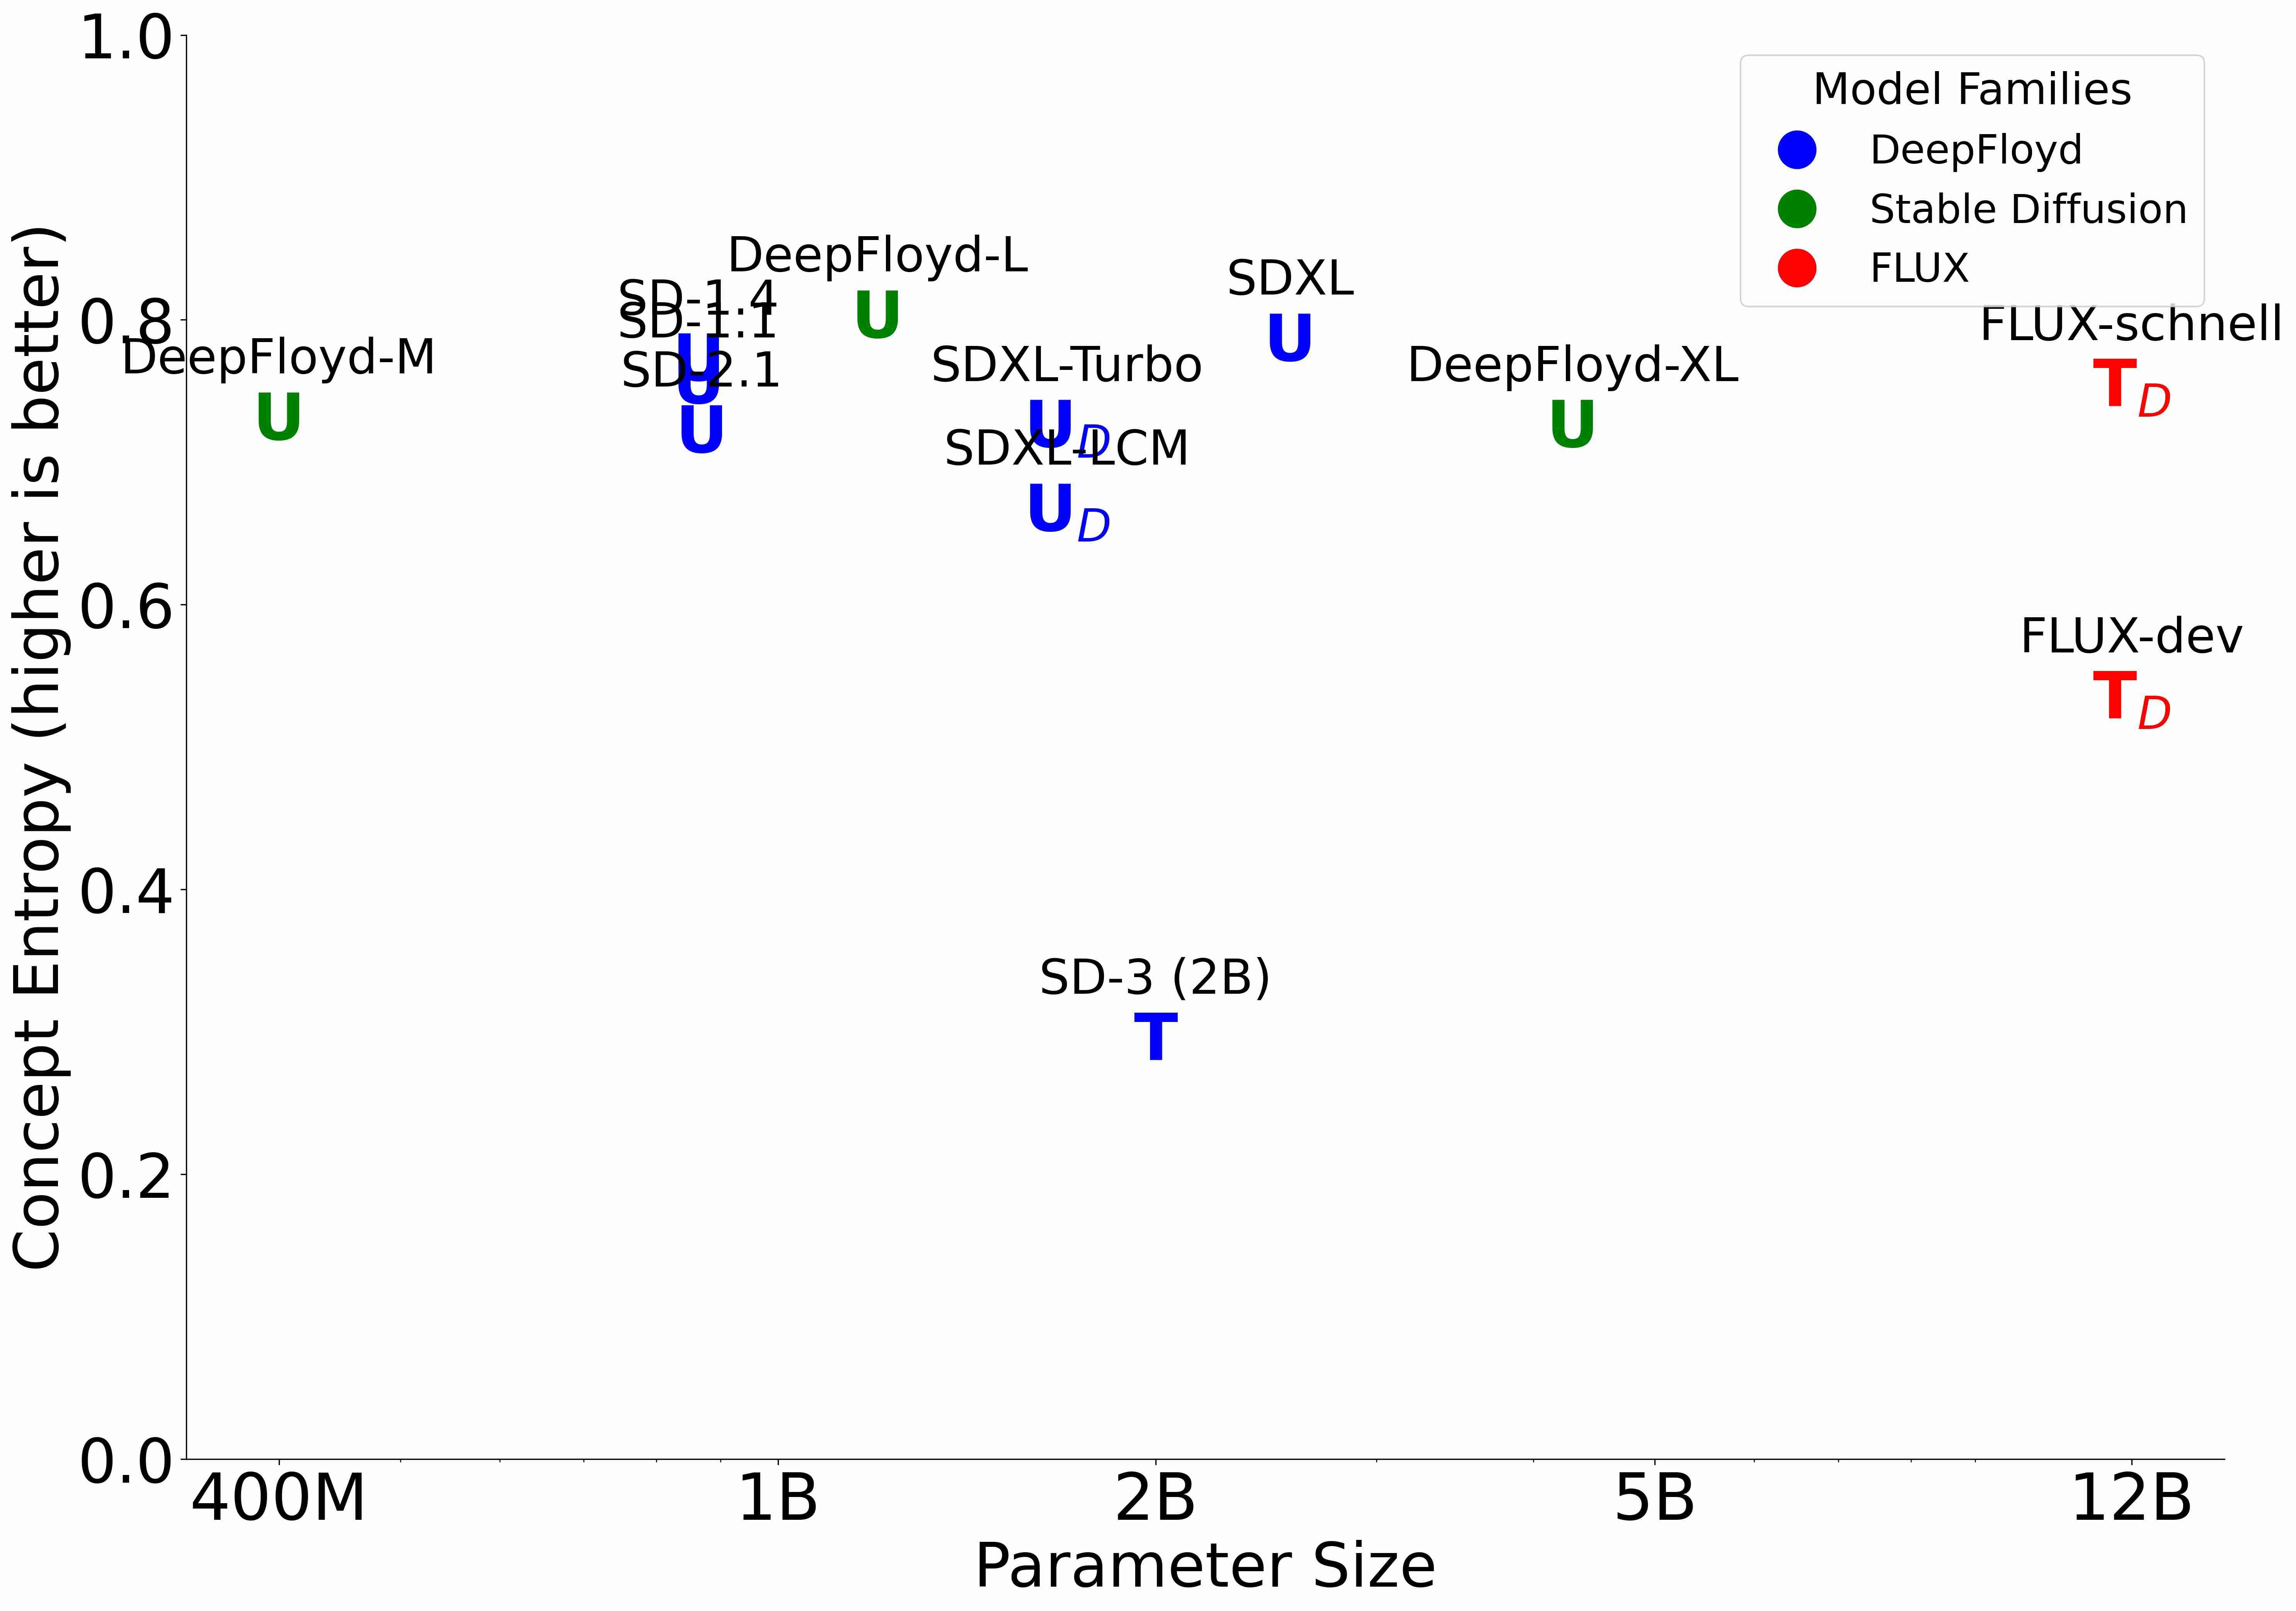 Concept Entropy (higher is better)
1.0
0.8
0.6
0.4
0.2
0.0
Model Families
DeepFloyd
Stable Diffusion
FLUX
DeepFloyd-L
U
SDXL
U
SD-1.4
U
SD-1.1
U
SD-2.1
U
DeepFloyd-M
U
SDXL-Turbo
U D
SDXL-LCM
U D
DeepFloyd-XL
U
FLUX-schnell
T D
FLUX-dev
T D
SD-3 (2B)
T
400M
1B
2B
5B
12B
Parameter Size